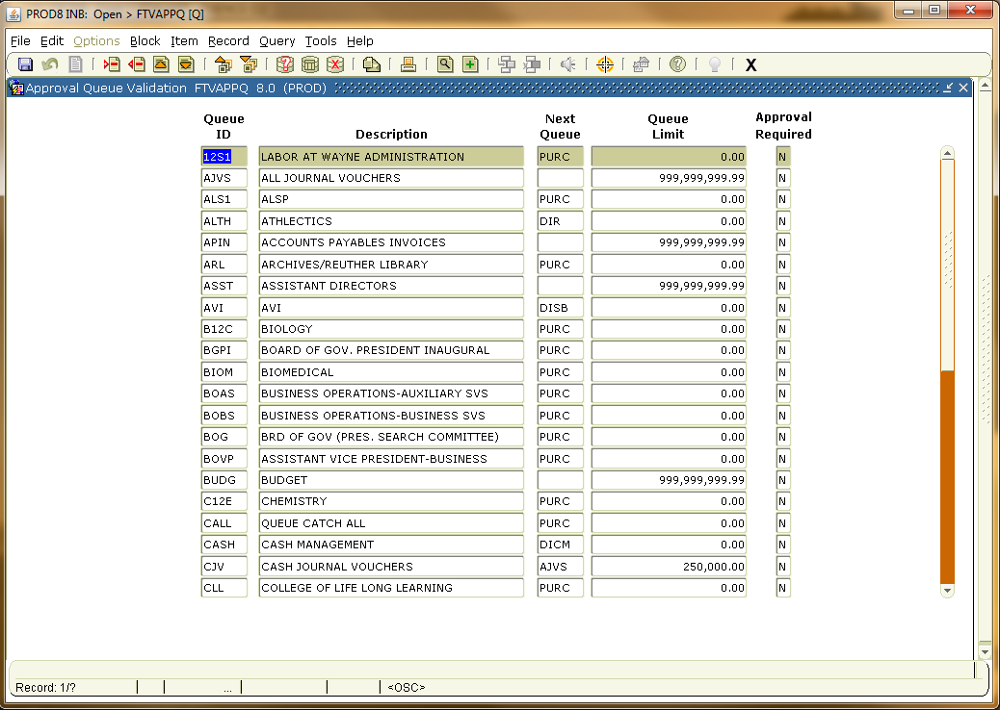 PROD8 INB: Open > FTVAPPQ [Q]
File Edit Options Block Item Record Query Tools Help
X
Approval Queue Validation FTVAPPQ 8.0 (PROD)
Queue ID Description Next Queue Queue Limit Approval Required
12S1 LABOR AT WAYNE ADMINISTRATION PURC 0.00 N
AJVS ALL JOURNAL VOUCHERS 999,999,999.99 N
ALS1 ALSP PURC 0.00 N
ALTH ATHLECTICS DIR 0.00 N
APIN ACCOUNTS PAYABLES INVOICES 999,999,999.99 N
ARL ARCHIVES/REUTHER LIBRARY PURC 0.00 N
ASST ASSISTANT DIRECTORS 999,999,999.99 N
AVI AVI DISB 0.00 N
B12C BIOLOGY PURC 0.00 N
BGPI BOARD OF GOV. PRESIDENT INAUGURAL PURC 0.00 N
BIOM BIOMEDICAL PURC 0.00 N
BOAS BUSINESS OPERATIONS-AUXILIARY SVS PURC 0.00 N
BOBS BUSINESS OPERATIONS-BUSINESS SVS PURC 0.00 N
BOG BRD OF GOV (PRES. SEARCH COMMITTEE) PURC 0.00 N
BOVP ASSISTANT VICE PRESIDENT-BUSINESS PURC 0.00 N
BUDG BUDGET 999,999,999.99 N
C12E CHEMISTRY PURC 0.00 N
CALL QUEUE CATCH ALL PURC 0.00 N
CASH CASH MANAGEMENT DICM 0.00 N
CJV CASH JOURNAL VOUCHERS AJVS 250,000.00 N
CLL COLLEGE OF LIFE LONG LEARNING PURC 0.00 N
Record: 1/? ... <OSC>